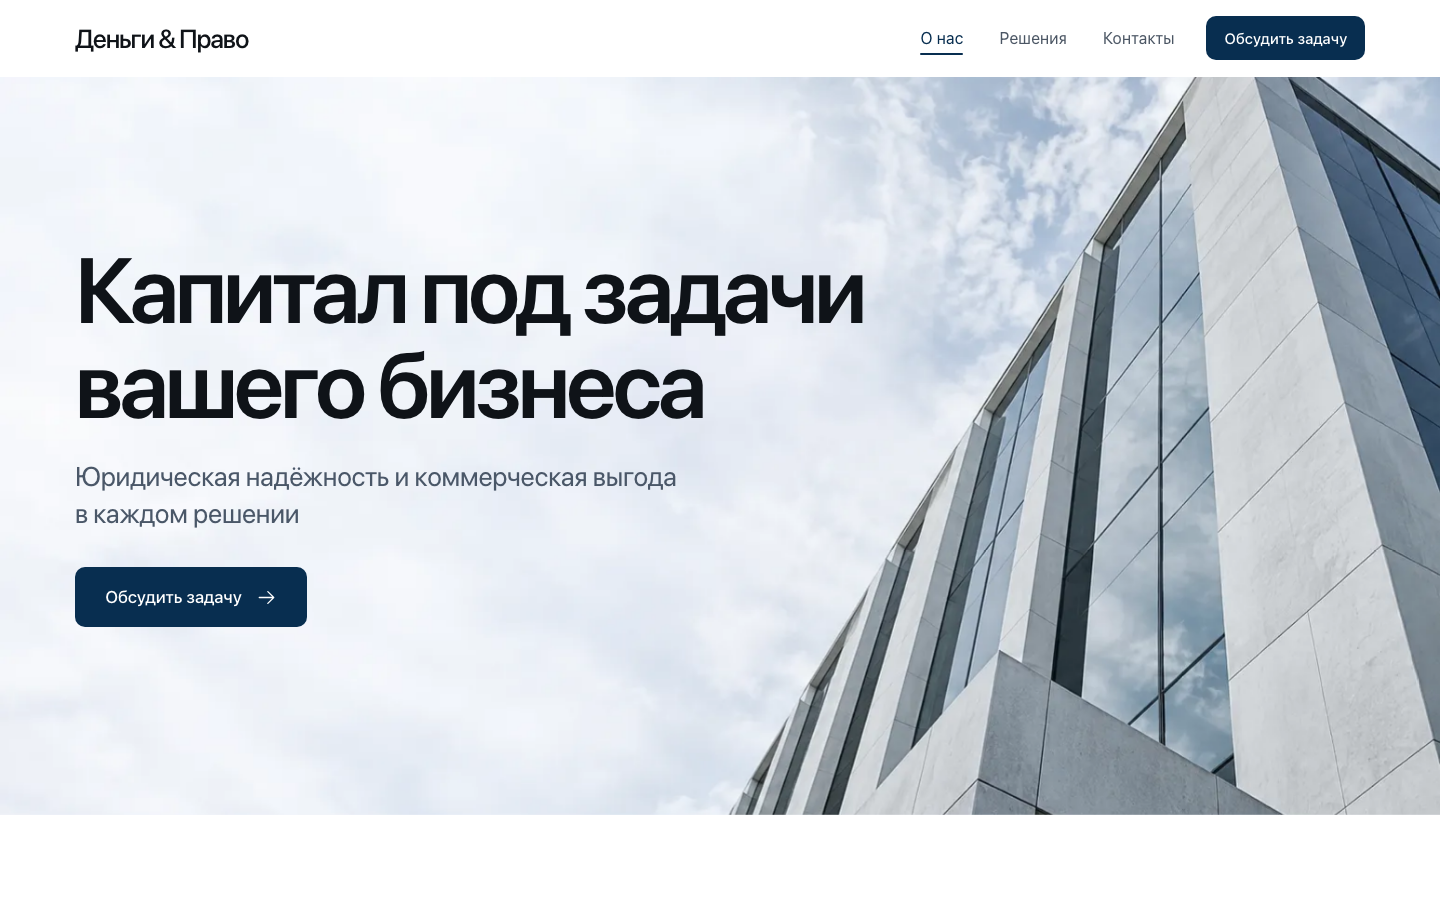 Деньги & Право
О нас
Решения
Контакты
Обсудить задачу
Капитал под задачи
вашего бизнеса
Юридическая надёжность и коммерческая выгода
в каждом решении
Обсудить задачу